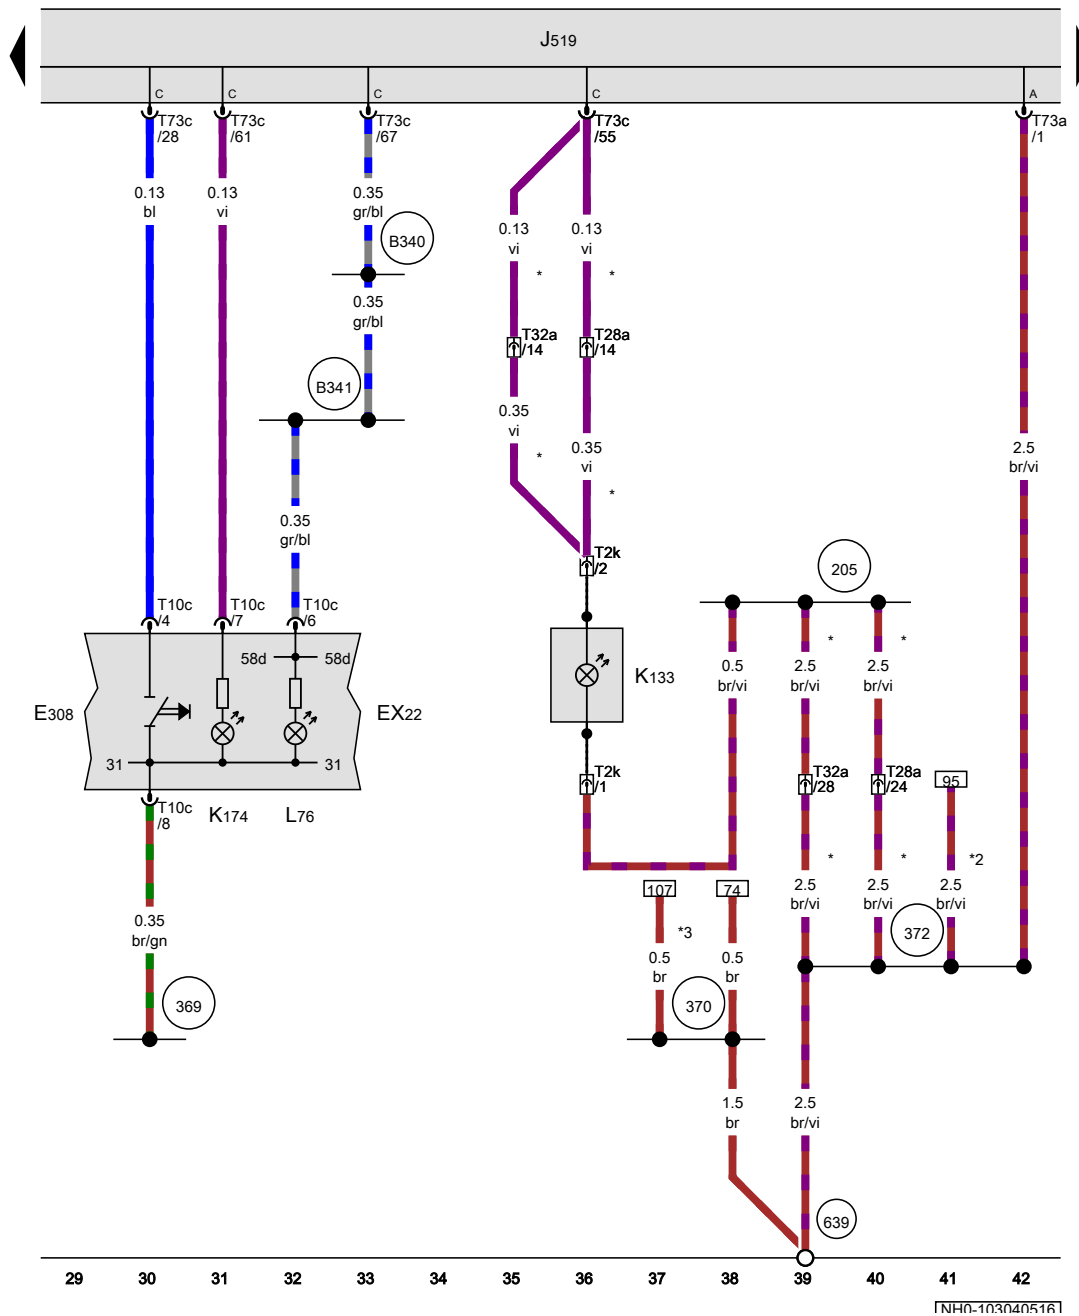 J519
C
C
C
C
A
T73c
/28
T73c
/61
T73c
/67
T73c
/55
T73a
/1
0.13
bl
0.13
vi
0.35
gr/bl
B340
0.13
vi
0.13
vi
*
*
0.35
gr/bl
T32a
/14
T28a
/14
B341
0.35
vi
0.35
vi
*
*
2.5
br/vi
0.35
gr/bl
T2k
/2
205
T10c
/4
T10c
/7
T10c
/6
58d
58d
*
*
0.5
br/vi
2.5
br/vi
2.5
br/vi
E308
EX22
K133
31
31
T10c
/8
K174
L76
T2k
/1
T32a
/28
T28a
/24
95
*
*
*2
107
74
2.5
br/vi
2.5
br/vi
2.5
br/vi
0.35
br/gn
*3
372
0.5
br
0.5
br
369
370
1.5
br
2.5
br/vi
639
29 30 31 32 33 34 35 36 37 38 39 40 41 42
NH0-103040516